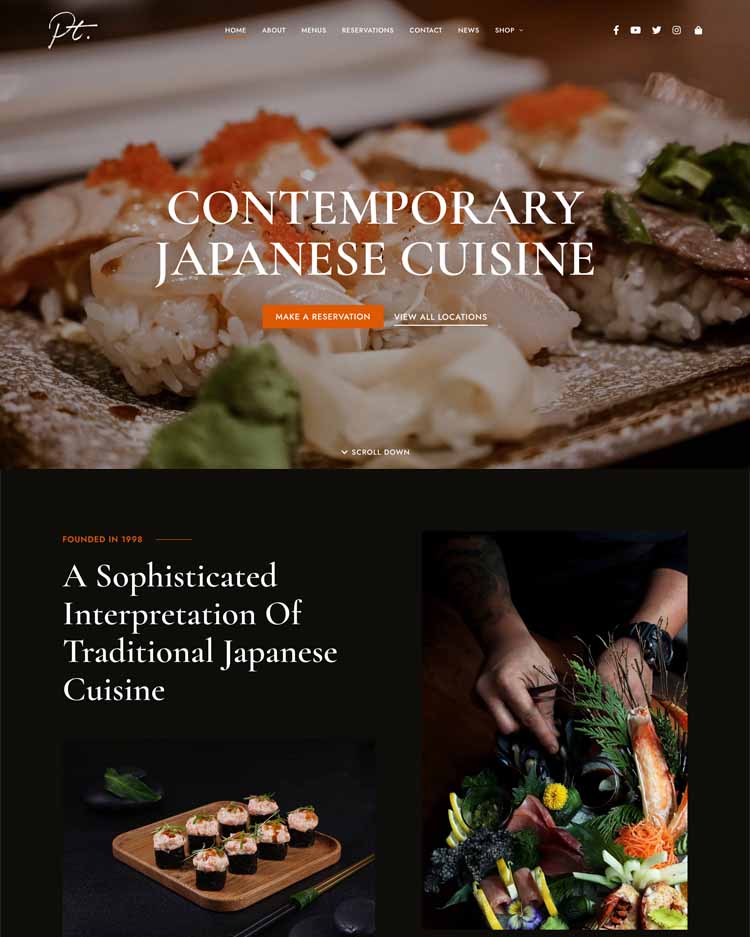 Pt.
HOME ABOUT MENUS RESERVATIONS CONTACT NEWS SHOP
CONTEMPORARY
JAPANESE CUISINE
MAKE A RESERVATION VIEW ALL LOCATIONS
SCROLL DOWN
FOUNDED IN 1998
A Sophisticated
Interpretation Of
Traditional Japanese
Cuisine